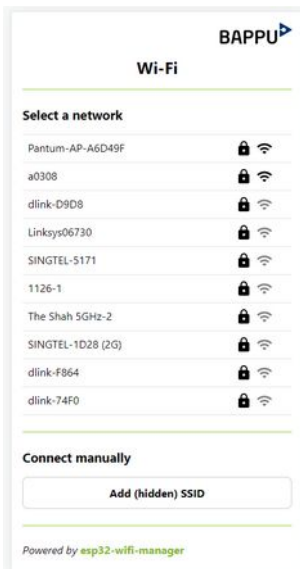 BAPPU
Wi-Fi
Select a network
Pantum-AP-A6D49F
a0308
dlink-D9D8
Linksys06730
SINGTEL-5171
1126-1
The Shah 5GHz-2
SINGTEL-1D28 (2G)
dlink-F864
dlink-74F0
Connect manually
Add (hidden) SSID
Powered by esp32-wifi-manager